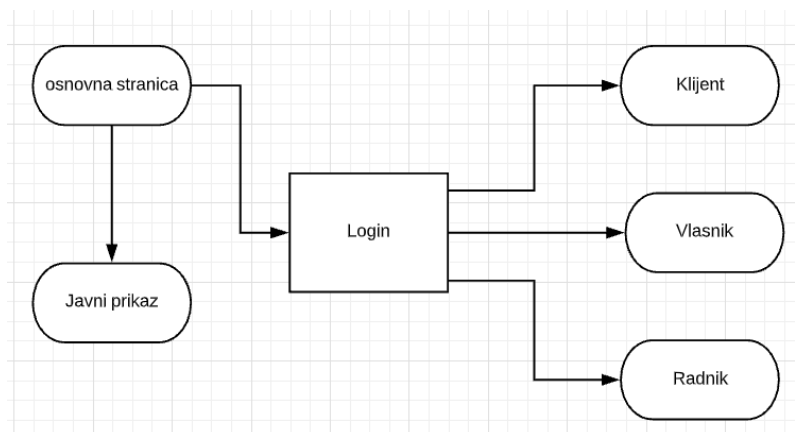 osnovna stranica
Javni prikaz
Login
Klijent
Vlasnik
Radnik